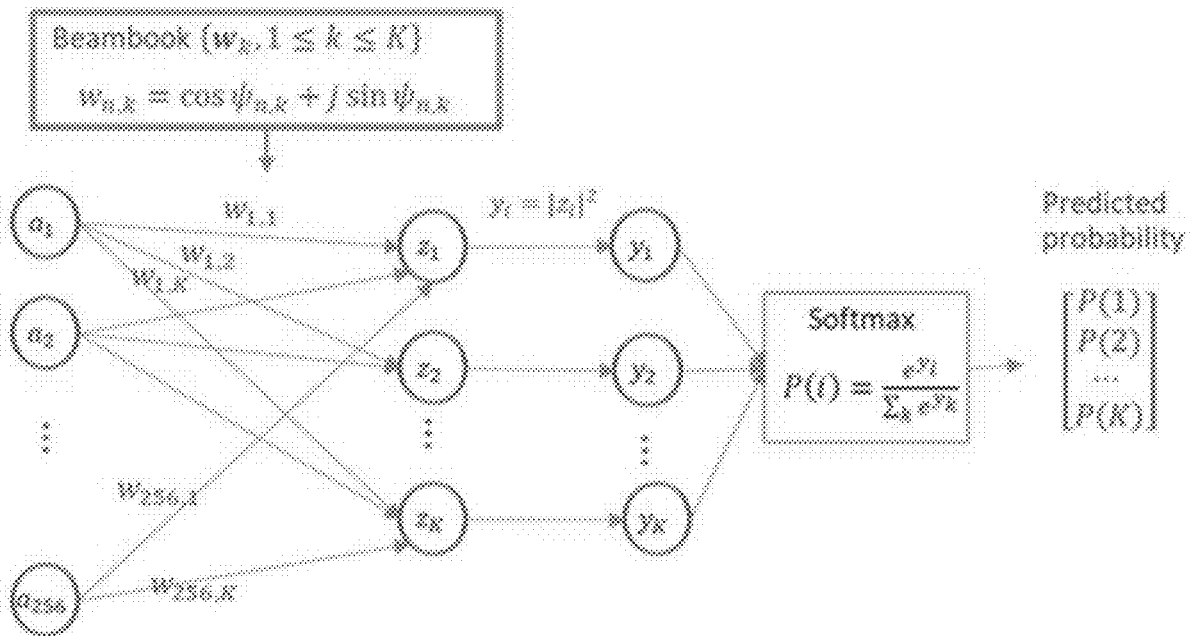 Beambook {w_k, 1 ≤ k ≤ K}
w_{n,k} = cos ψ_{n,k} + j sin ψ_{n,k}
a_1
w_{1,1}
z_1
y_i = |z_i|^2
y_1
Predicted
probability
w_{1,2}
w_{1,K}
a_2
z_2
y_2
Softmax
P(i) = e^{y_i} / Σ_k e^{y_k}
P(1)
P(2)
...
P(K)
⋮
⋮
⋮
w_{256,1}
z_K
y_K
w_{256,K}
a_{256}